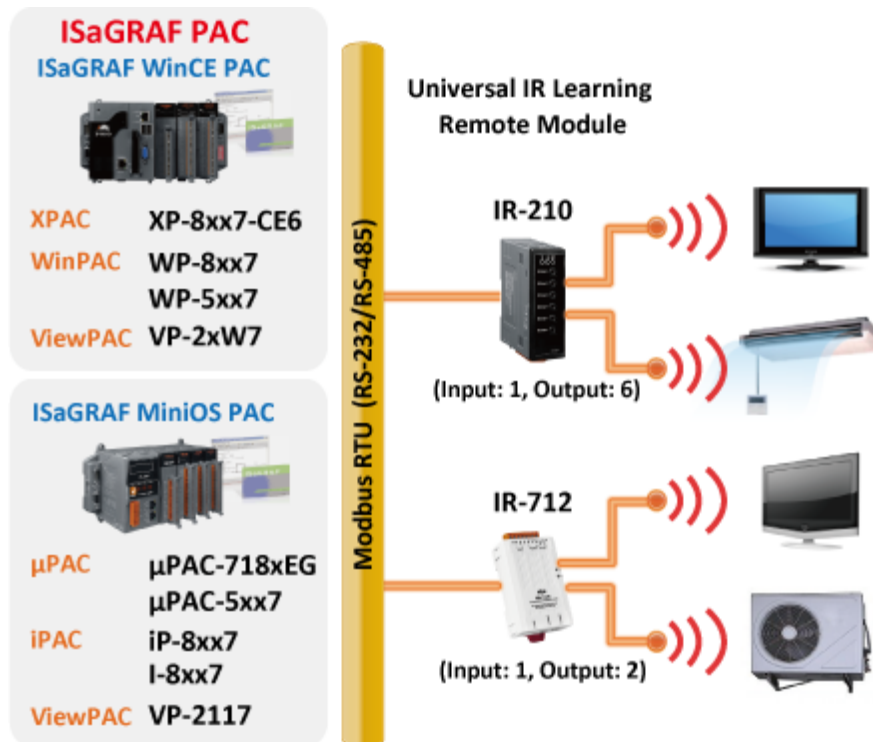 ISaGRAF PAC
ISaGRAF WinCE PAC
XPAC XP-8xx7-CE6
WinPAC WP-8xx7
WP-5xx7
ViewPAC VP-2xW7
ISaGRAF MiniOS PAC
µPAC µPAC-718xEG
µPAC-5xx7
iPAC iP-8xx7
I-8xx7
ViewPAC VP-2117
Modbus RTU (RS-232/RS-485)
Universal IR Learning
Remote Module
IR-210
(Input: 1, Output: 6)
IR-712
(Input: 1, Output: 2)